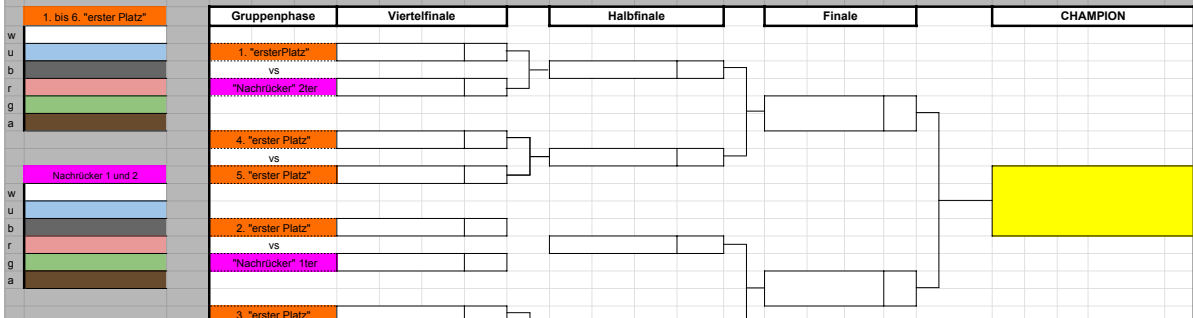 1. bis 6. "erster Platz" Gruppenphase Viertelfinale Halbfinale Finale CHAMPION
w
u 1. "ersterPlatz"
b vs
r "Nachrücker" 2ter
g
a
4. "erster Platz"
vs
Nachrücker 1 und 2 5. "erster Platz"
w
u
b 2. "erster Platz"
r vs
g "Nachrücker" 1ter
a
3. "erster Platz"